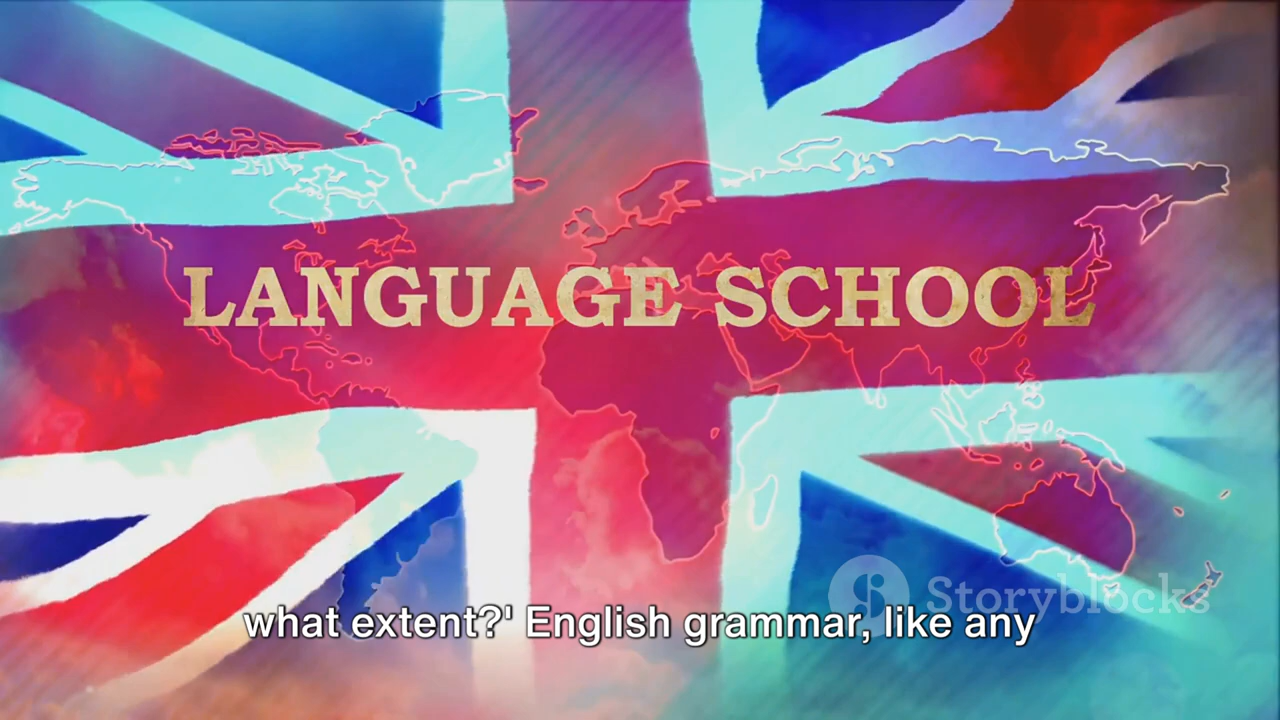 LANGUAGE SCHOOL
Storyblocks
what extent?' English grammar, like any